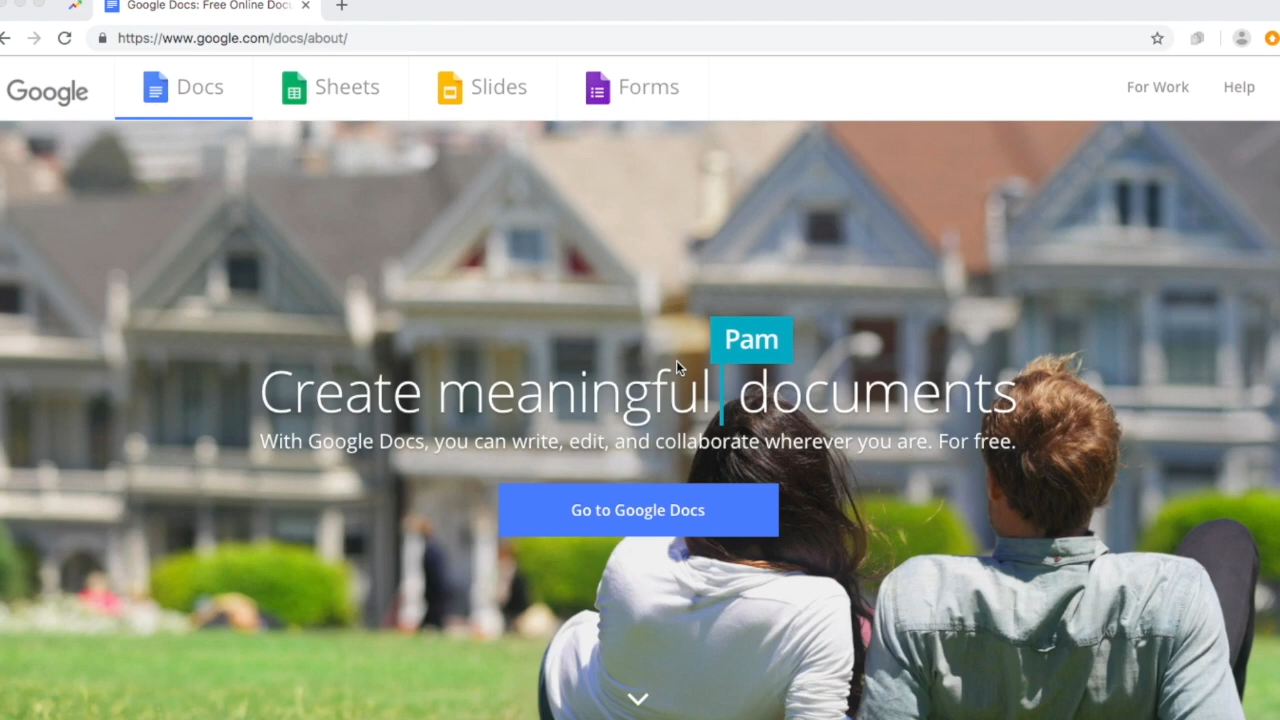 Google Docs: Free Online Doc
https://www.google.com/docs/about/
Google Docs Sheets Slides Forms For Work Help
Pam
Create meaningful documents
With Google Docs, you can write, edit, and collaborate wherever you are. For free.
Go to Google Docs